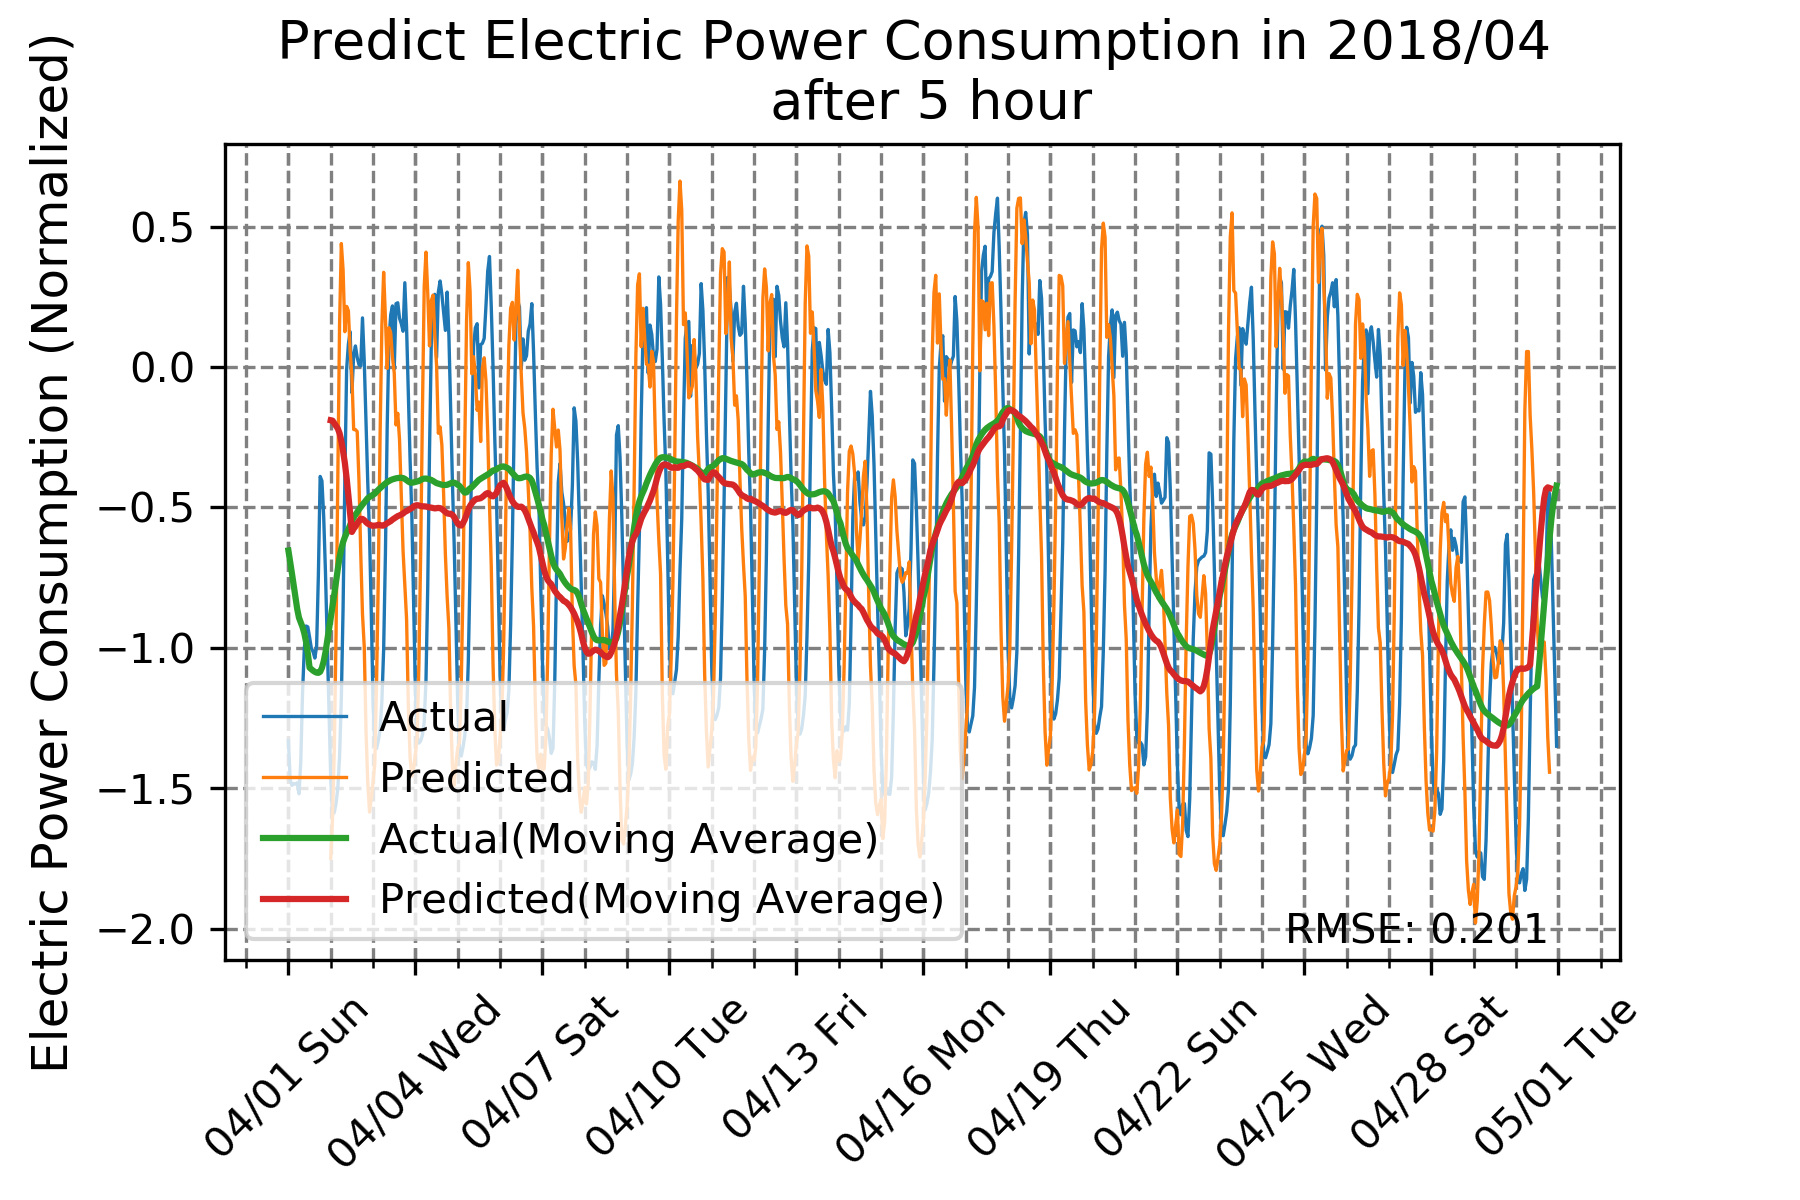 Predict Electric Power Consumption in 2018/04
after 5 hour
Electric Power Consumption (Normalized)
0.5
0.0
−0.5
−1.0
−1.5
−2.0
Actual
Predicted
Actual(Moving Average)
Predicted(Moving Average)
RMSE: 0.201
04/01 Sun
04/04 Wed
04/07 Sat
04/10 Tue
04/13 Fri
04/16 Mon
04/19 Thu
04/22 Sun
04/25 Wed
04/28 Sat
05/01 Tue